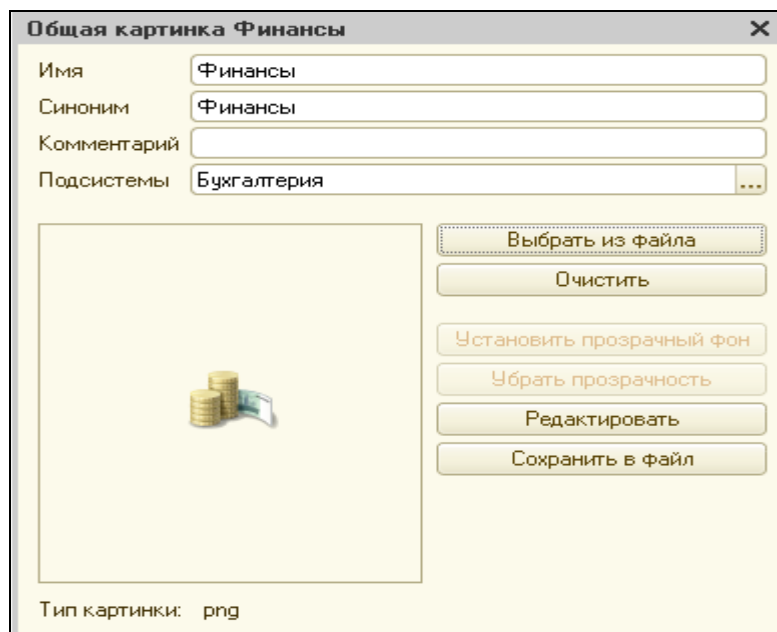 Общая картинка Финансы
Имя Финансы
Синоним Финансы
Комментарий
Подсистемы Бухгалтерия ...
Выбрать из файла
Очистить
Установить прозрачный фон
Убрать прозрачность
Редактировать
Сохранить в файл
Тип картинки: png